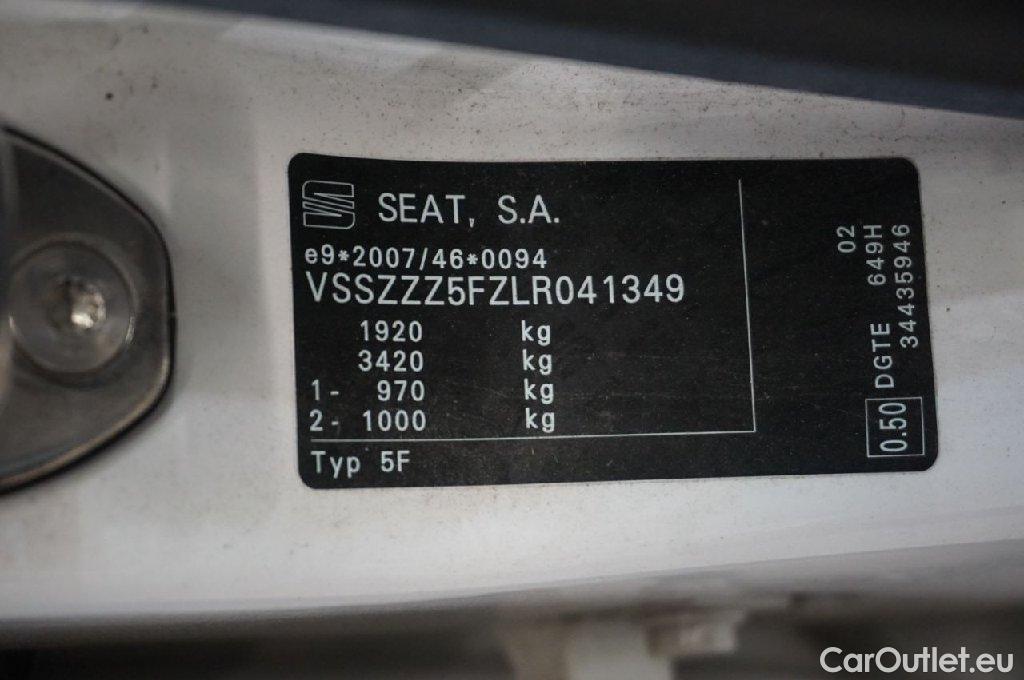 SEAT, S.A.
e9*2007/46*0094
VSSZZZ5FZLR041349
1920 kg
3420 kg
1- 970 kg
2- 1000 kg
Typ 5F
02
0.50 DGTE 649H
34435946
CarOutlet.eu